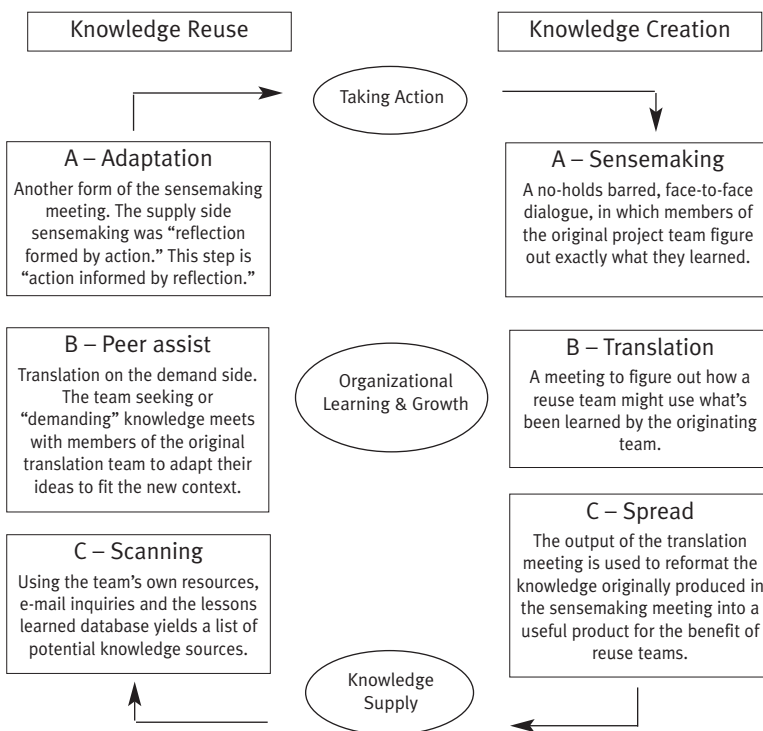 Knowledge Reuse
Knowledge Creation
Taking Action
A – Adaptation
Another form of the sensemaking
meeting. The supply side
sensemaking was “reflection
formed by action.” This step is
“action informed by reflection.”
A – Sensemaking
A no-holds barred, face-to-face
dialogue, in which members of
the original project team figure
out exactly what they learned.
B – Peer assist
Translation on the demand side.
The team seeking or
“demanding” knowledge meets
with members of the original
translation team to adapt their
ideas to fit the new context.
Organizational
Learning & Growth
B – Translation
A meeting to figure out how a
reuse team might use what’s
been learned by the originating
team.
C – Scanning
Using the team’s own resources,
e-mail inquiries and the lessons
learned database yields a list of
potential knowledge sources.
C – Spread
The output of the translation
meeting is used to reformat the
knowledge originally produced in
the sensemaking meeting into a
useful product for the benefit of
reuse teams.
Knowledge
Supply